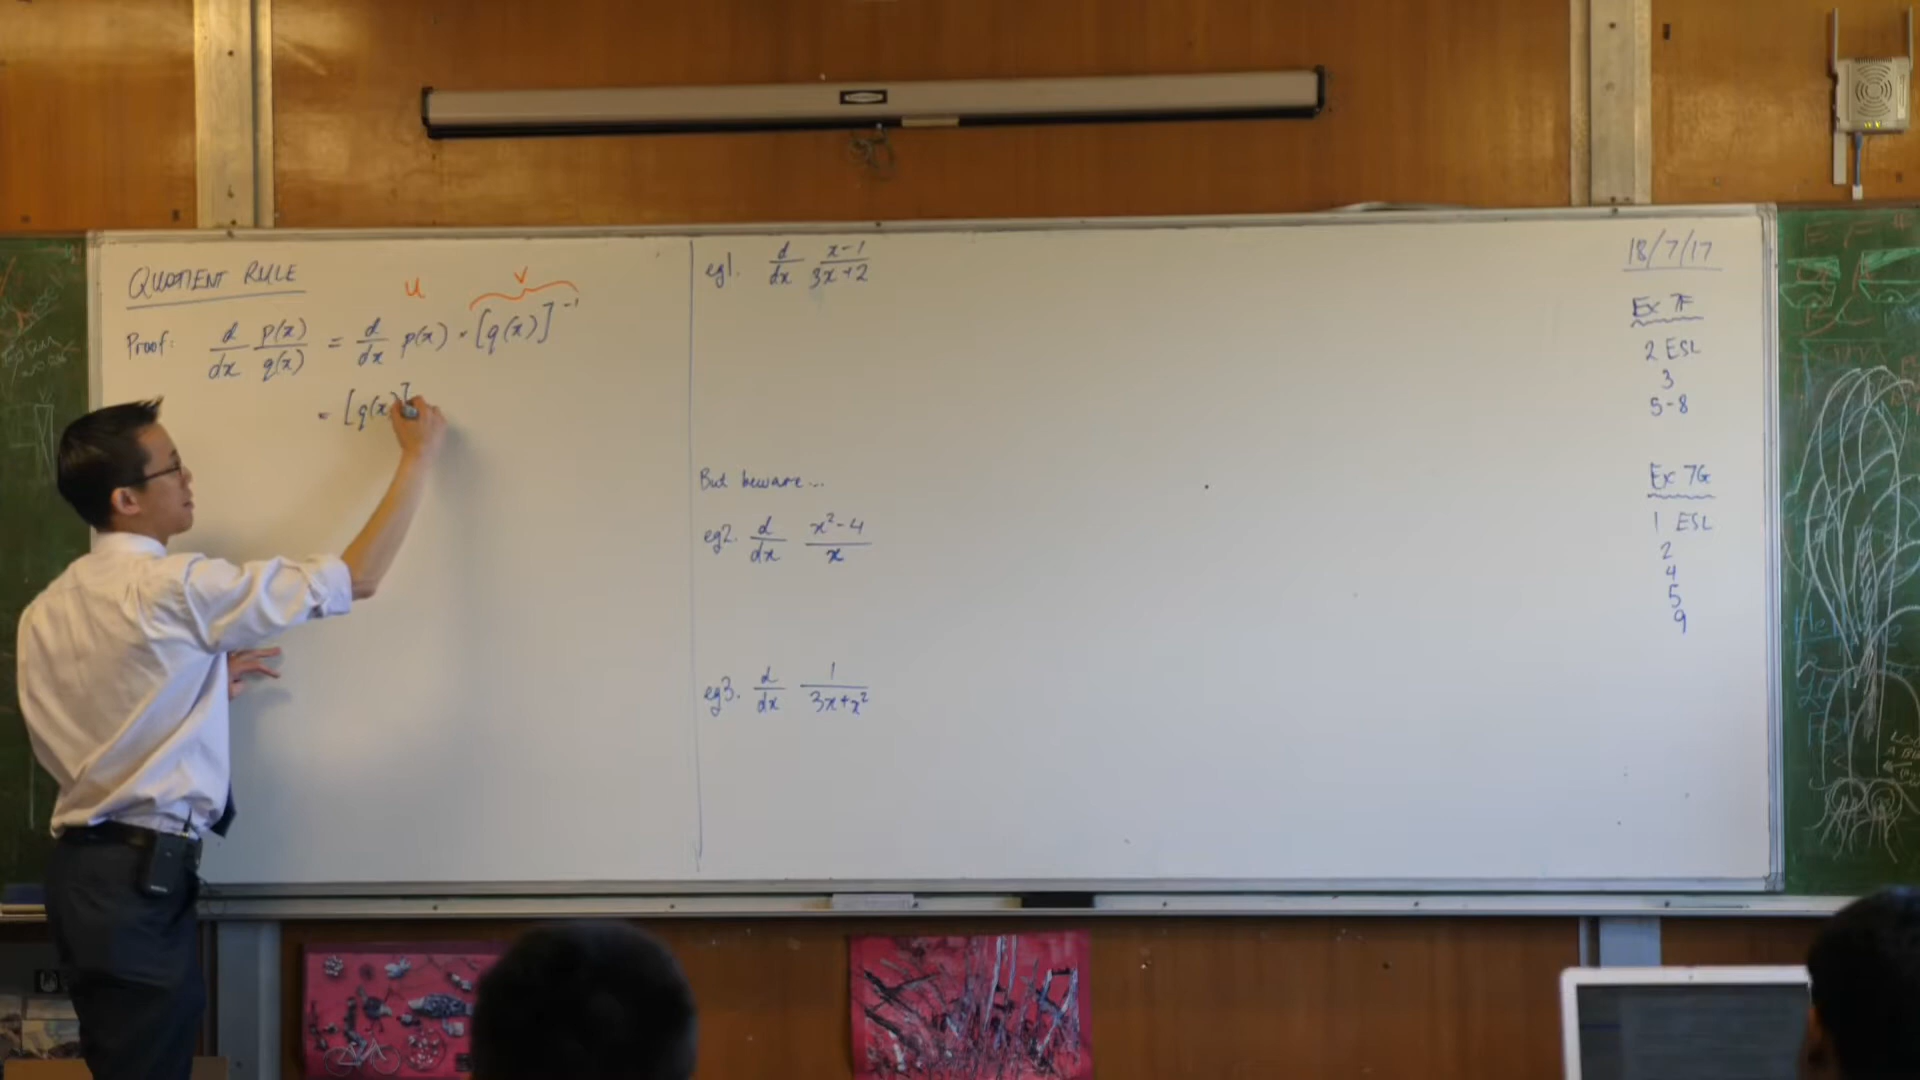 QUOTIENT RULE
u v
Proof: d/dx p(x)/q(x) = d/dx p(x) · [q(x)]⁻¹
= [q(x)]
eg1. d/dx x-1/3x+2
But beware...
eg2. d/dx x²-4/x
eg3. d/dx 1/3x+x²
18/7/17
Ex 7F
2 ESL
3
5-8
Ex 7G
1 ESL
2
4
5
9